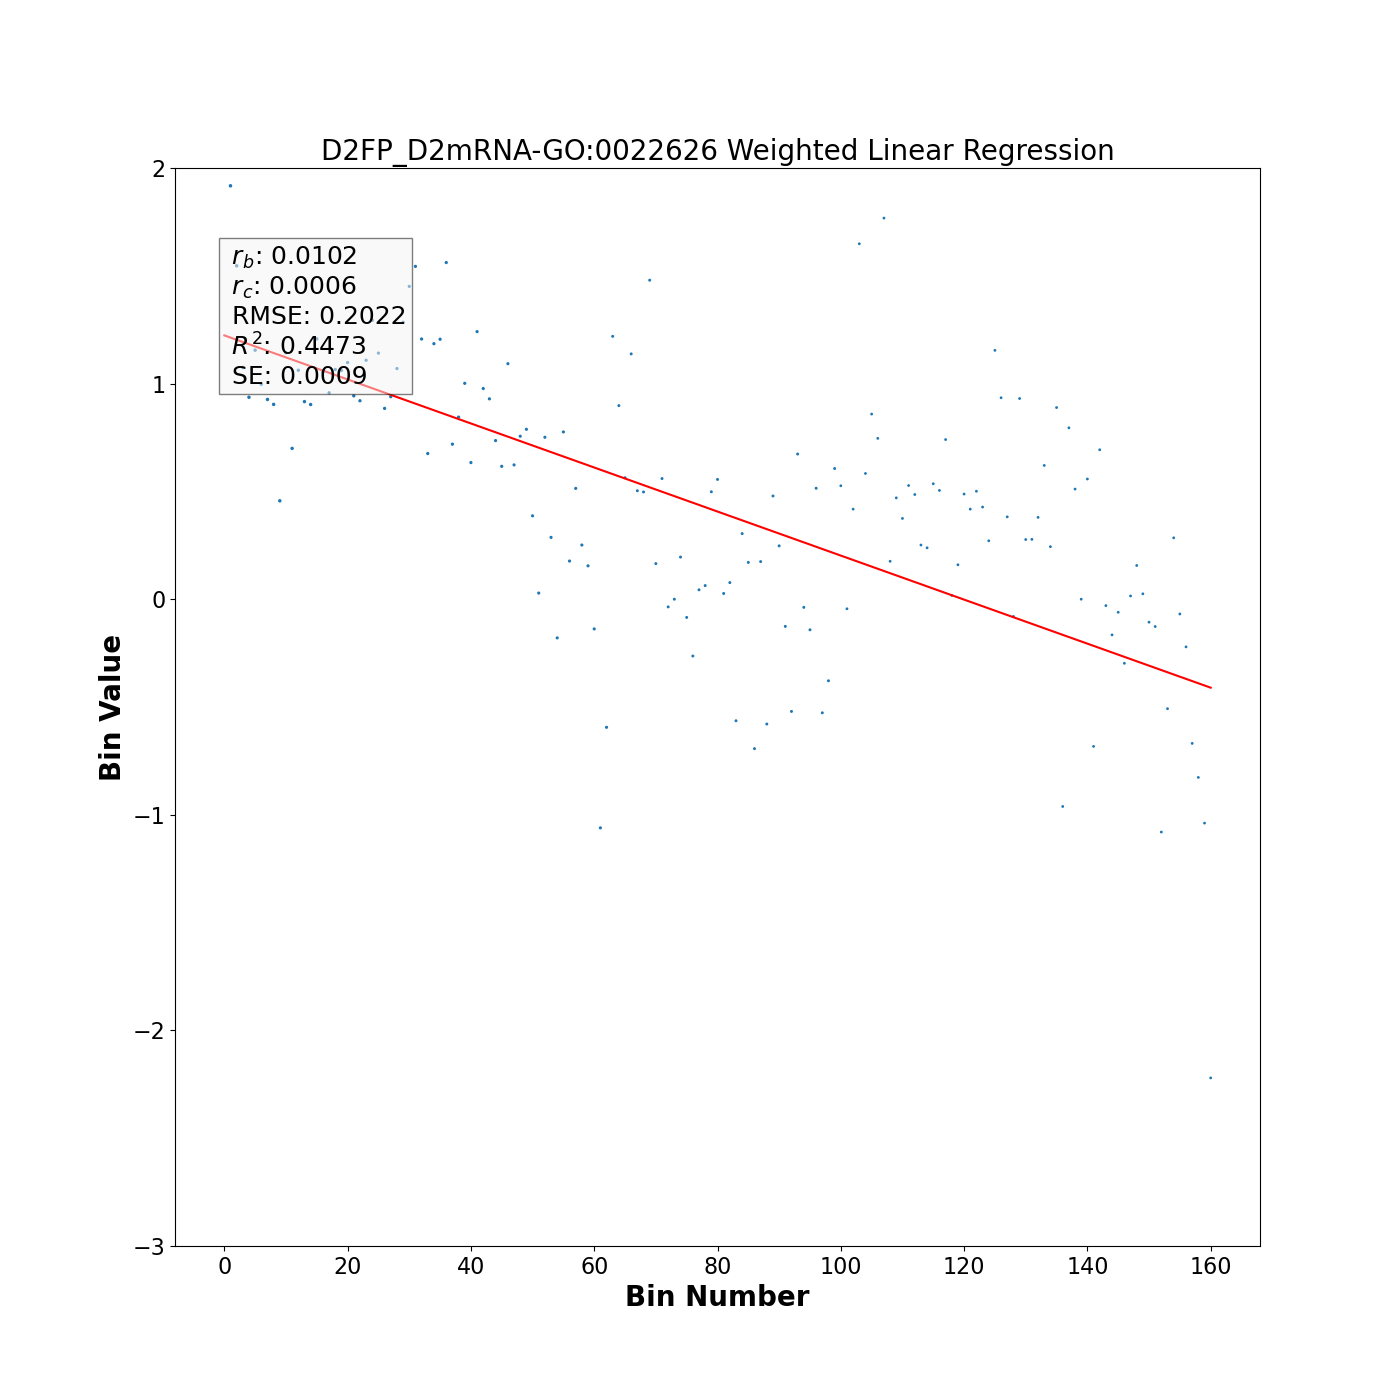 D2FP_D2mRNA-GO:0022626 Weighted Linear Regression
2
1
0
−1
−2
−3
r_b: 0.0102
r_c: 0.0006
RMSE: 0.2022
R²: 0.4473
SE: 0.0009
Bin Value
0 20 40 60 80 100 120 140 160
Bin Number